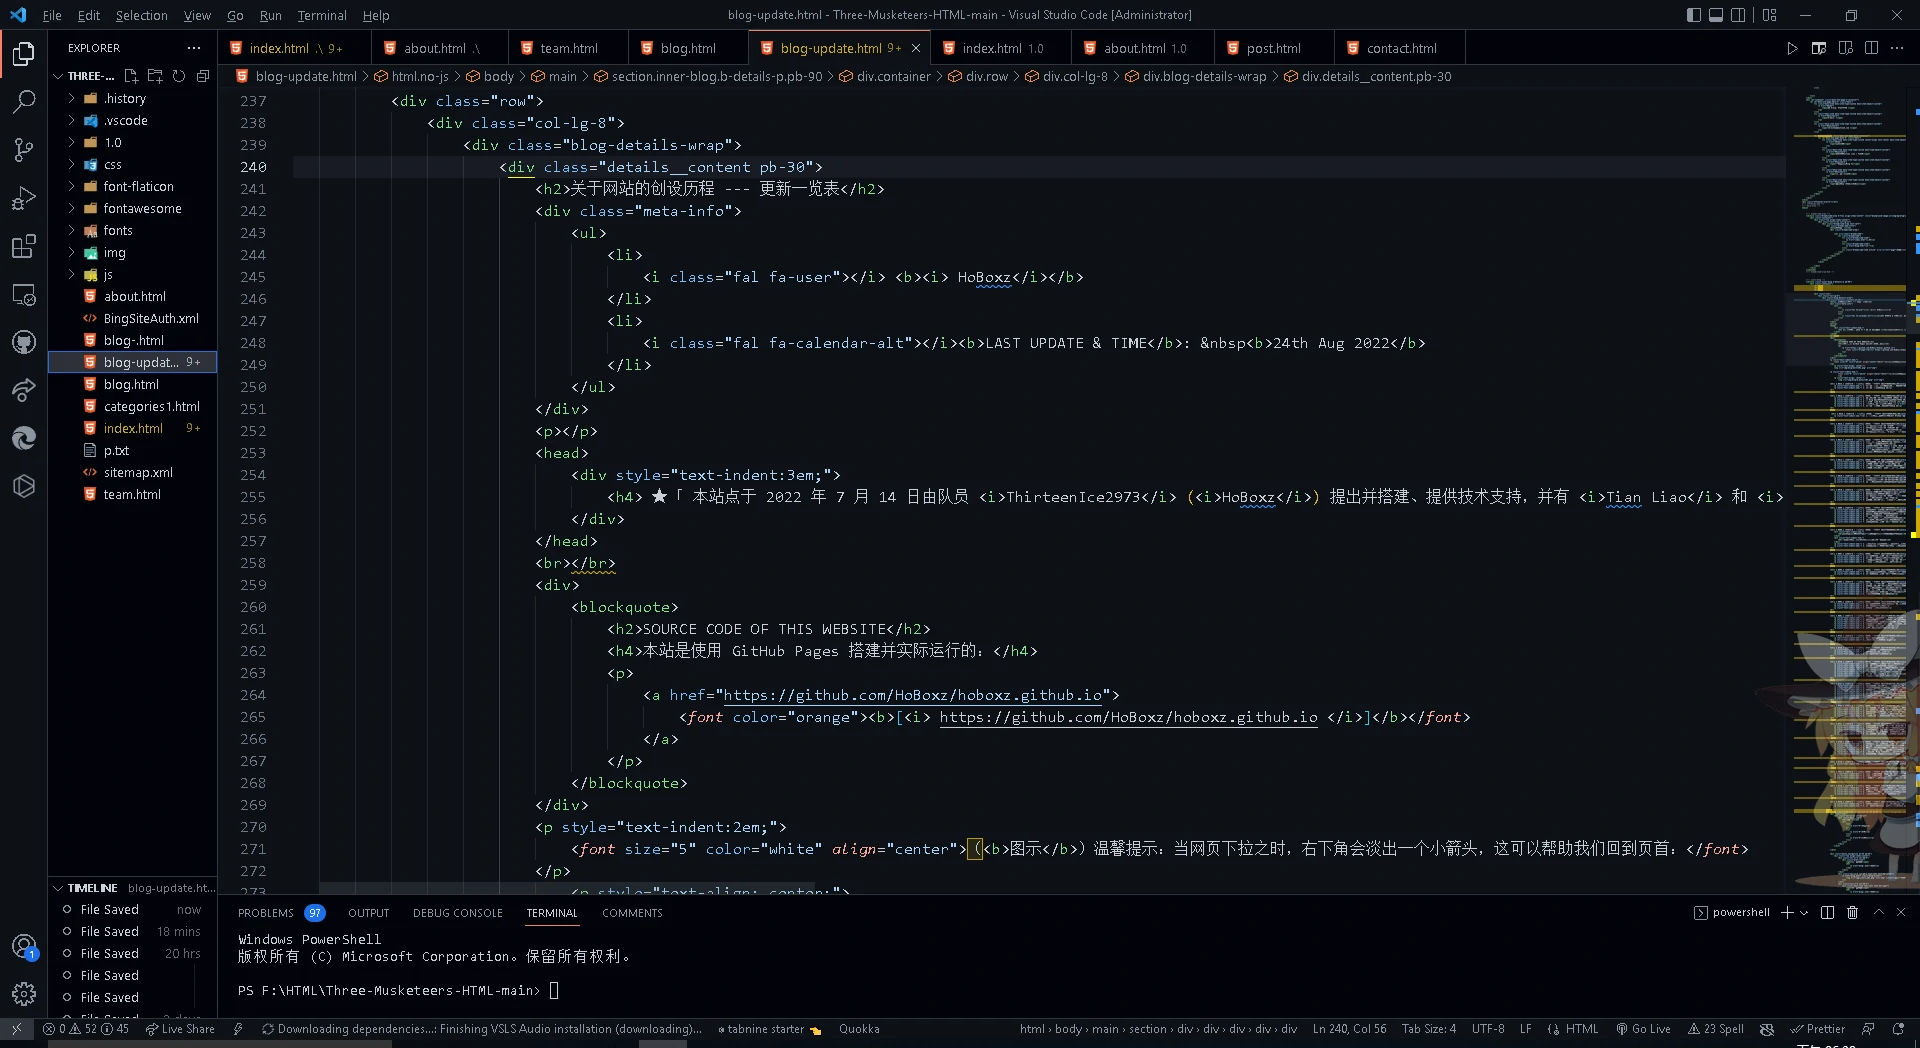 File Edit Selection View Go Run Terminal Help
blog-update.html - Three-Musketeers-HTML-main - Visual Studio Code [Administrator]
EXPLORER
index.html .\ 9+
about.html .\
team.html
blog.html
blog-update.html 9+
index.html 1.0
about.html 1.0
post.html
contact.html
THREE-...
blog-update.html > html.no-js > body > main > section.inner-blog.b-details-p.pb-90 > div.container > div.row > div.col-lg-8 > div.blog-details-wrap > div.details__content.pb-30
.history
.vscode
1.0
css
font-flaticon
fontawesome
fonts
img
js
about.html
BingSiteAuth.xml
blog-.html
blog-updat... 9+
blog.html
categories1.html
index.html 9+
p.txt
sitemap.xml
team.html
237 <div class="row">
238 <div class="col-lg-8">
239 <div class="blog-details-wrap">
240 <div class="details__content pb-30">
241 <h2>关于网站的创设历程 --- 更新一览表</h2>
242 <div class="meta-info">
243 <ul>
244 <li>
245 <i class="fal fa-user"></i> <b><i> HoBoxz</i></b>
246 </li>
247 <li>
248 <i class="fal fa-calendar-alt"></i><b>LAST UPDATE & TIME</b>: &nbsp<b>24th Aug 2022</b>
249 </li>
250 </ul>
251 </div>
252 <p></p>
253 <head>
254 <div style="text-indent:3em;">
255 <h4> ★「 本站点于 2022 年 7 月 14 日由队员 <i>ThirteenIce2973</i> (<i>HoBoxz</i>) 提出并搭建、提供技术支持，并有 <i>Tian Liao</i> 和 <i>
256 </div>
257 </head>
258 <br></br>
259 <div>
260 <blockquote>
261 <h2>SOURCE CODE OF THIS WEBSITE</h2>
262 <h4>本站是使用 GitHub Pages 搭建并实际运行的：</h4>
263 <p>
264 <a href="https://github.com/HoBoxz/hoboxz.github.io">
265 <font color="orange"><b>[<i> https://github.com/HoBoxz/hoboxz.github.io </i>]</b></font>
266 </a>
267 </p>
268 </blockquote>
269 </div>
270 <p style="text-indent:2em;">
271 <font size="5" color="white" align="center">（<b>图示</b>）温馨提示：当网页下拉之时，右下角会淡出一个小箭头，这可以帮助我们回到页首：</font>
272 </p>
273 <p style="text-align: center;">
TIMELINE blog-update.ht...
File Saved now
File Saved 18 mins
File Saved 20 hrs
File Saved
File Saved
PROBLEMS 97 OUTPUT DEBUG CONSOLE TERMINAL COMMENTS
powershell
Windows PowerShell
版权所有 (C) Microsoft Corporation。保留所有权利。
PS F:\HTML\Three-Musketeers-HTML-main>
1
0 52 45 Live Share Downloading dependencies...: Finishing VSLS Audio installation (downloading)... tabnine starter Quokka
html > body > main > section > div > div > div > div > div Ln 240, Col 56 Tab Size: 4 UTF-8 LF HTML Go Live 23 Spell Prettier